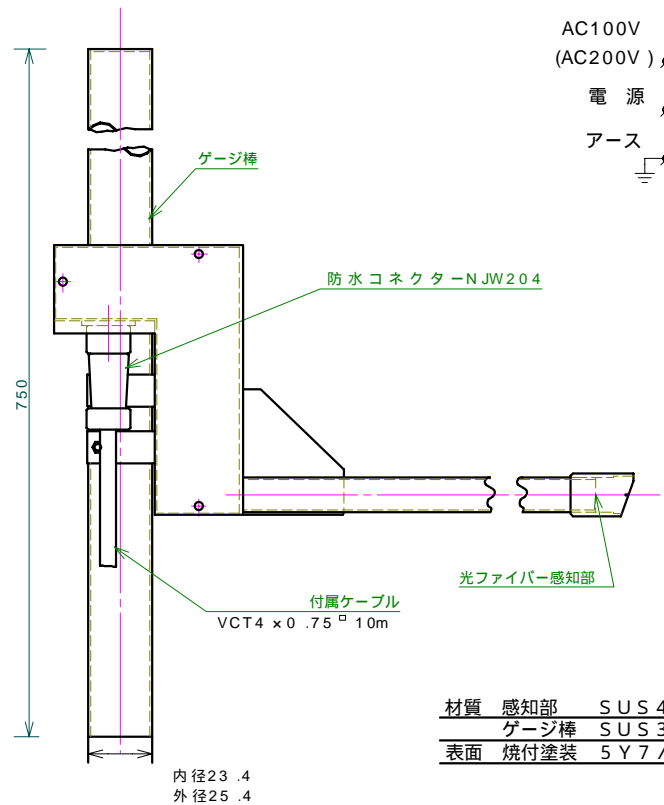 AC100V
(AC200V )
電 源
アース
ゲージ棒
防水コネクターNJW204
750
光ファイバー感知部
付属ケーブル
VCT4 ×0 .75 □ 10m
材質 感知部 SUS4
ゲージ棒 SUS3
表面 焼付塗装 5Y7/
内径23 .4
外径25 .4